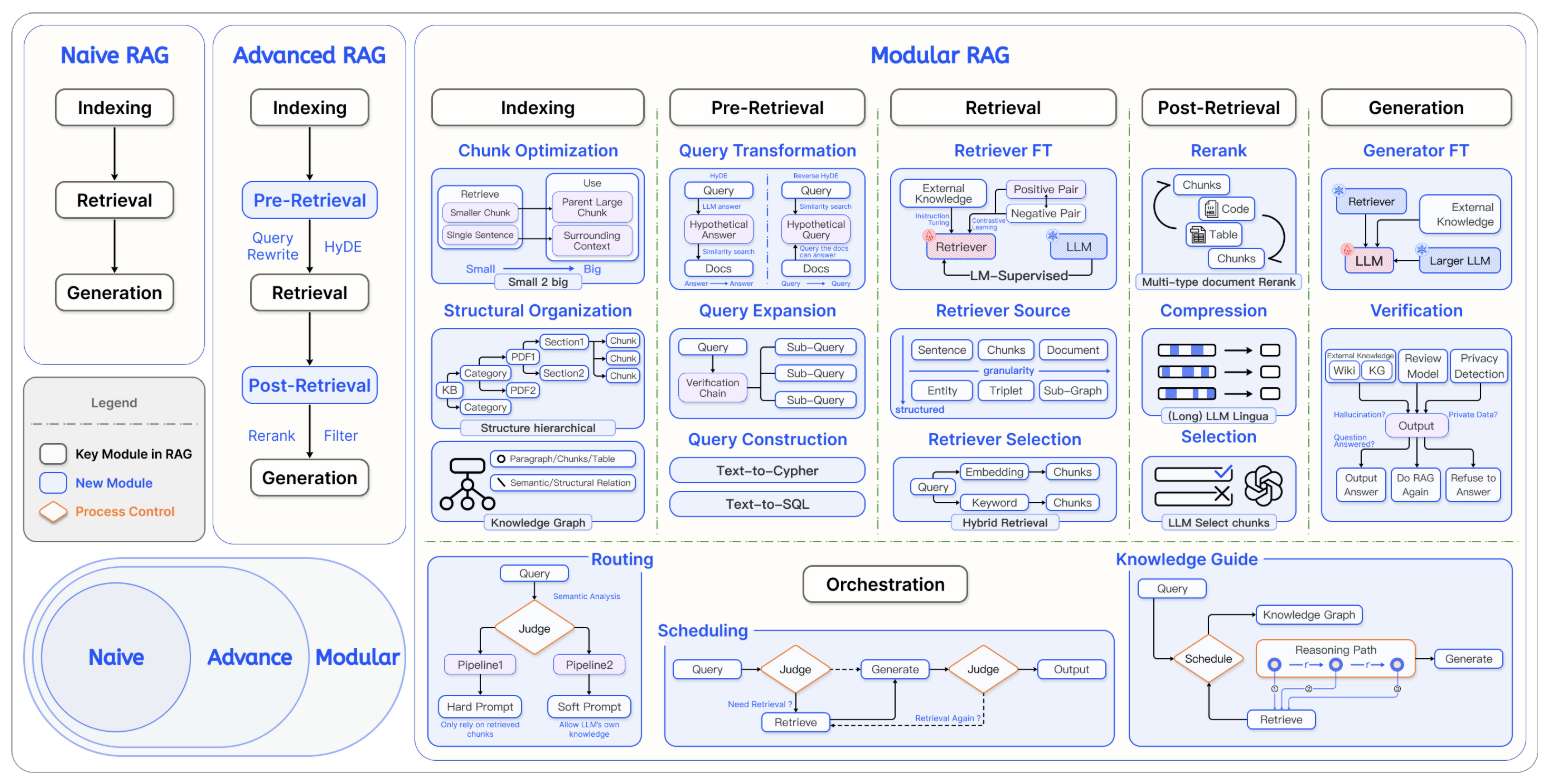 Naive RAG
Indexing
Retrieval
Generation
Legend
Key Module in RAG
New Module
Process Control
Naive
Advance
Modular
Advanced RAG
Indexing
Pre-Retrieval
Query
Rewrite
HyDE
Retrieval
Post-Retrieval
Rerank
Filter
Generation
Modular RAG
Indexing
Chunk Optimization
Retrieve
Smaller Chunk
Single Sentence
Use
Parent Large
Chunk
Surrounding
Context
Small
Big
Small 2 big
Structural Organization
KB
Category
Category
PDF1
PDF2
Section1
Section2
Chunk
Chunk
Chunk
Structure hierarchical
Paragraph/Chunks/Table
Semantic/Structural Relation
Knowledge Graph
Pre-Retrieval
Query Transformation
HyDE
Query
LLM answer
Hypothetical
Answer
Similarity search
Docs
Answer
Answer
Reverse HyDE
Query
Similarity search
Hypothetical
Query
Query the docs
can answer
Docs
Query
Query
Query Expansion
Query
Verification
Chain
Sub-Query
Sub-Query
Sub-Query
Query Construction
Text-to-Cypher
Text-to-SQL
Retrieval
Retriever FT
External
Knowledge
Positive Pair
Negative Pair
Instruction
Tuning
Contrastive
Learning
Retriever
LLM
LM-Supervised
Retriever Source
Sentence
Chunks
Document
granularity
Entity
Triplet
Sub-Graph
structured
Retriever Selection
Query
Embedding
Chunks
Keyword
Chunks
Hybrid Retrieval
Post-Retrieval
Rerank
Chunks
Code
Table
Chunks
Multi-type document Rerank
Compression
(Long) LLM Lingua
Selection
LLM Select chunks
Generation
Generator FT
Retriever
External
Knowledge
LLM
Larger LLM
Verification
External Knowledge
Wiki
KG
Review
Model
Privacy
Detection
Hallucination?
Private Data?
Output
Question
Answered?
Output
Answer
Do RAG
Again
Refuse to
Answer
Routing
Query
Semantic Analysis
Judge
Pipeline1
Pipeline2
Hard Prompt
Soft Prompt
Only rely on retrieved
chunks
Allow LLM's own
knowledge
Orchestration
Scheduling
Query
Judge
Generate
Judge
Output
Need Retrieval ?
Retrieve
Retrieval Again ?
Knowledge Guide
Query
Knowledge Graph
Schedule
Reasoning Path
r
r
Generate
①
②
③
Retrieve